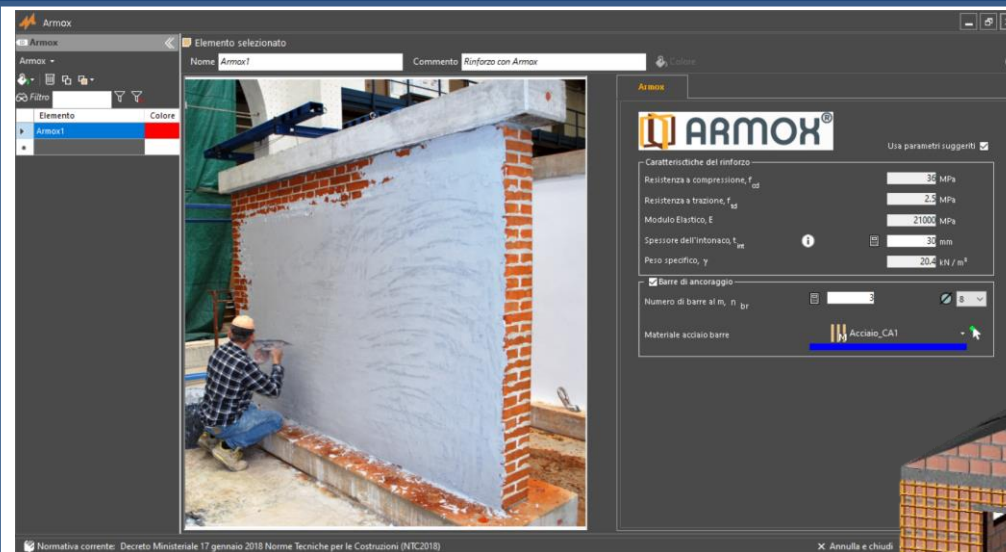 Armox
Armox
Elemento selezionato
Armox
Nome Armox1
Commento Rinforzo con Armox
Colore
Filtro
Elemento Colore
Armox1
Armox
ARMOX®
Usa parametri suggeriti
Caratterisctiche del rinforzo
Resistenza a compressione, f cd 36 MPa
Resistenza a trazione, f td 2.5 MPa
Modulo Elastico, E 21000 MPa
Spessore dell'intonaco, t int 30 mm
Peso specifico, γ 20.4 kN / m³
Barre di ancoraggio
Numero di barre al m, n br 3 8
Materiale acciaio barre Acciaio_CA1
Normativa corrente: Decreto Ministeriale 17 gennaio 2018 Norme Tecniche per le Costruzioni (NTC2018)
Annulla e chiudi